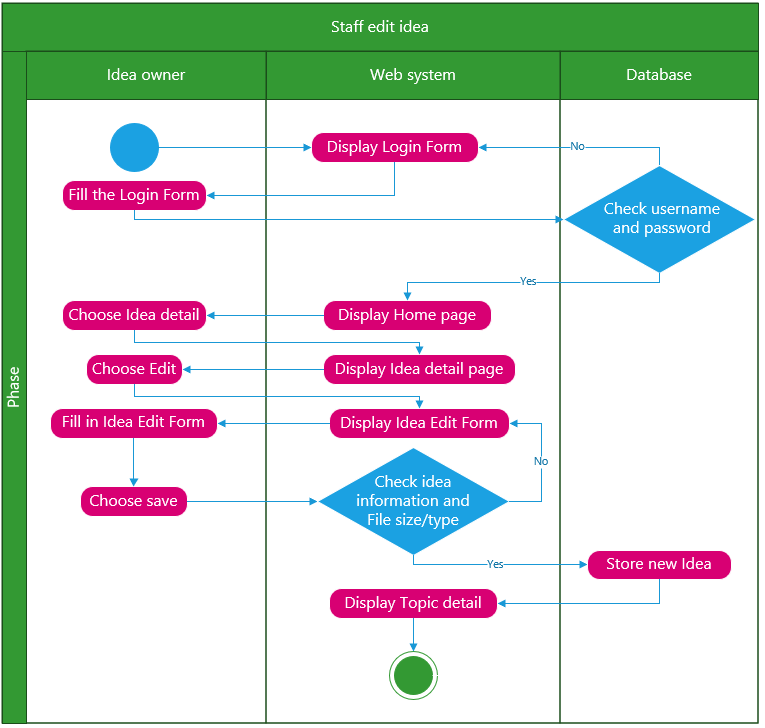 Staff edit idea
Idea owner
Web system
Database
Phase
Display Login Form
No
Fill the Login Form
Check username
and password
Yes
Choose Idea detail
Display Home page
Choose Edit
Display Idea detail page
Fill in Idea Edit Form
Display Idea Edit Form
No
Choose save
Check idea
information and
File size/type
Yes
Store new Idea
Display Topic detail